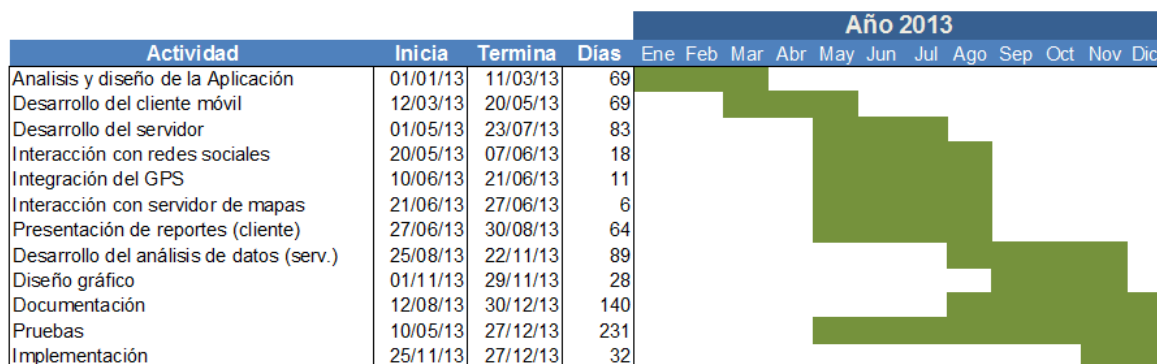 Año 2013
Actividad Inicia Termina Días Ene Feb Mar Abr May Jun Jul Ago Sep Oct Nov Dic
Analisis y diseño de la Aplicación 01/01/13 11/03/13 69
Desarrollo del cliente móvil 12/03/13 20/05/13 69
Desarrollo del servidor 01/05/13 23/07/13 83
Interacción con redes sociales 20/05/13 07/06/13 18
Integración del GPS 10/06/13 21/06/13 11
Interacción con servidor de mapas 21/06/13 27/06/13 6
Presentación de reportes (cliente) 27/06/13 30/08/13 64
Desarrollo del análisis de datos (serv.) 25/08/13 22/11/13 89
Diseño gráfico 01/11/13 29/11/13 28
Documentación 12/08/13 30/12/13 140
Pruebas 10/05/13 27/12/13 231
Implementación 25/11/13 27/12/13 32